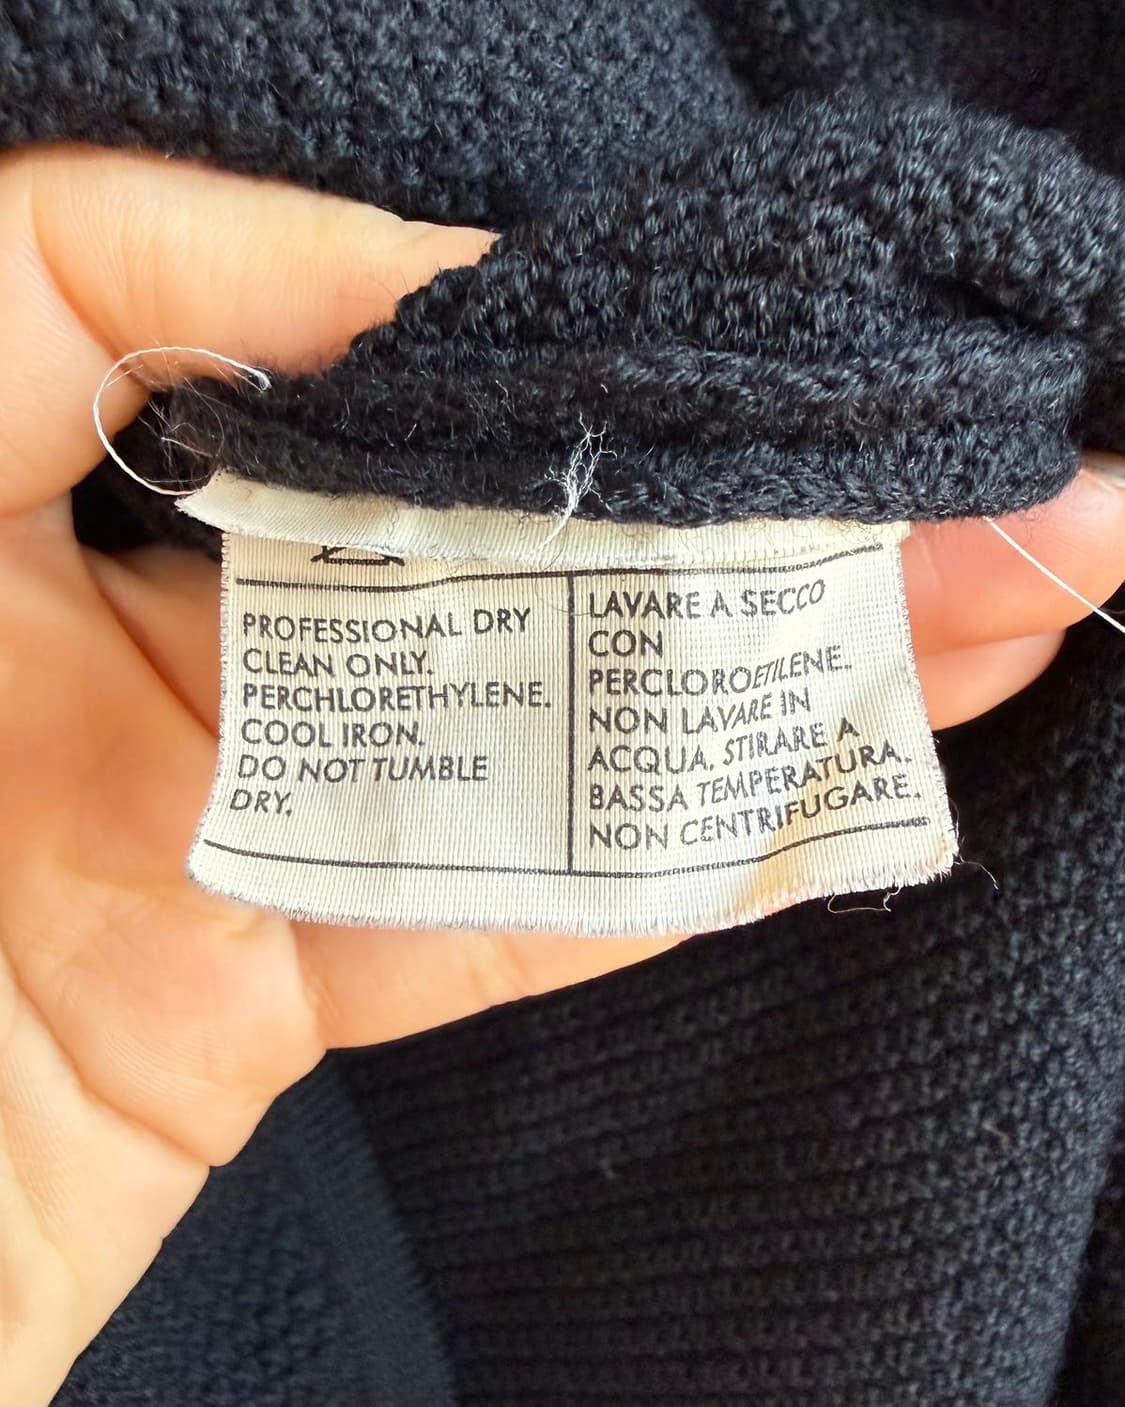 PROFESSIONAL DRY
CLEAN ONLY.
PERCHLORETHYLENE.
COOL IRON.
DO NOT TUMBLE
DRY.
LAVARE A SECCO
CON
PERCLOROETILENE.
NON LAVARE IN
ACQUA. STIRARE A
BASSA TEMPERATURA.
NON CENTRIFUGARE.